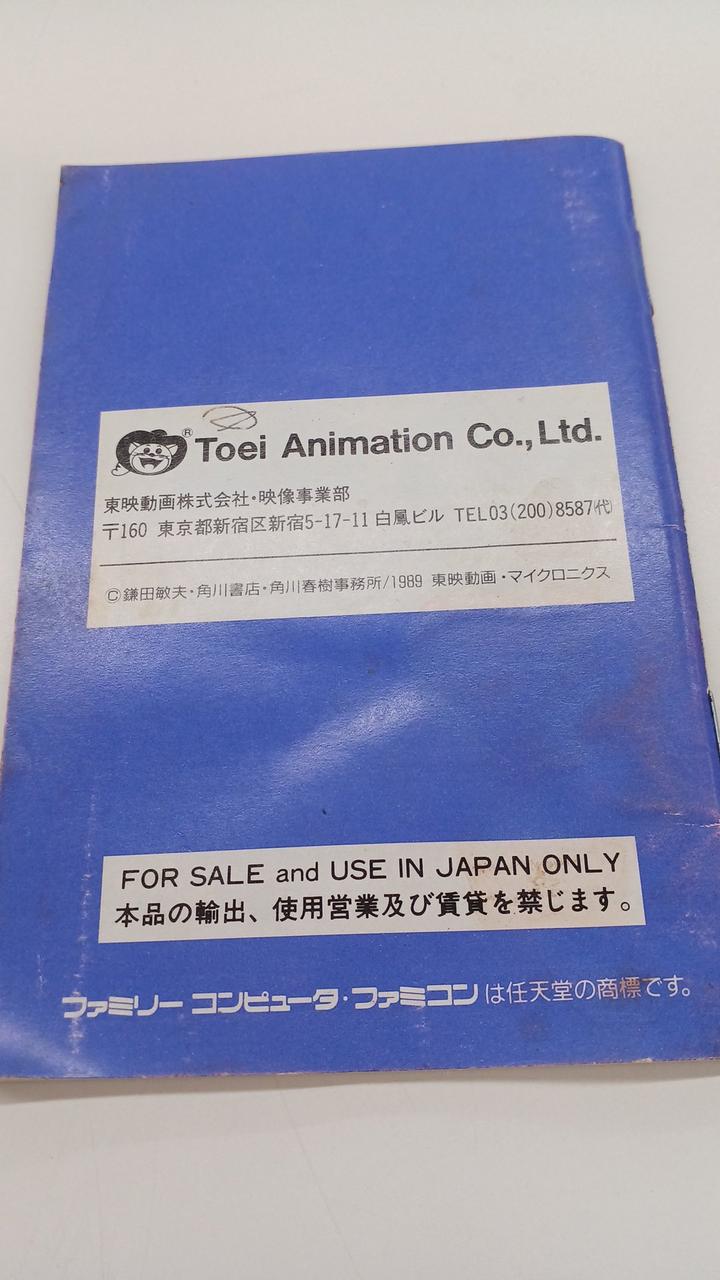 ® Toei Animation Co., Ltd.
東映動画株式会社・映像事業部
〒160 東京都新宿区新宿5-17-11 白鳳ビル TEL03(200)8587㈹
©鎌田敏夫・角川書店・角川春樹事務所/1989 東映動画・マイクロニクス
FOR SALE and USE IN JAPAN ONLY
本品の輸出、使用営業及び賃貸を禁じます。
ファミリーコンピュータ・ファミコンは任天堂の商標です。